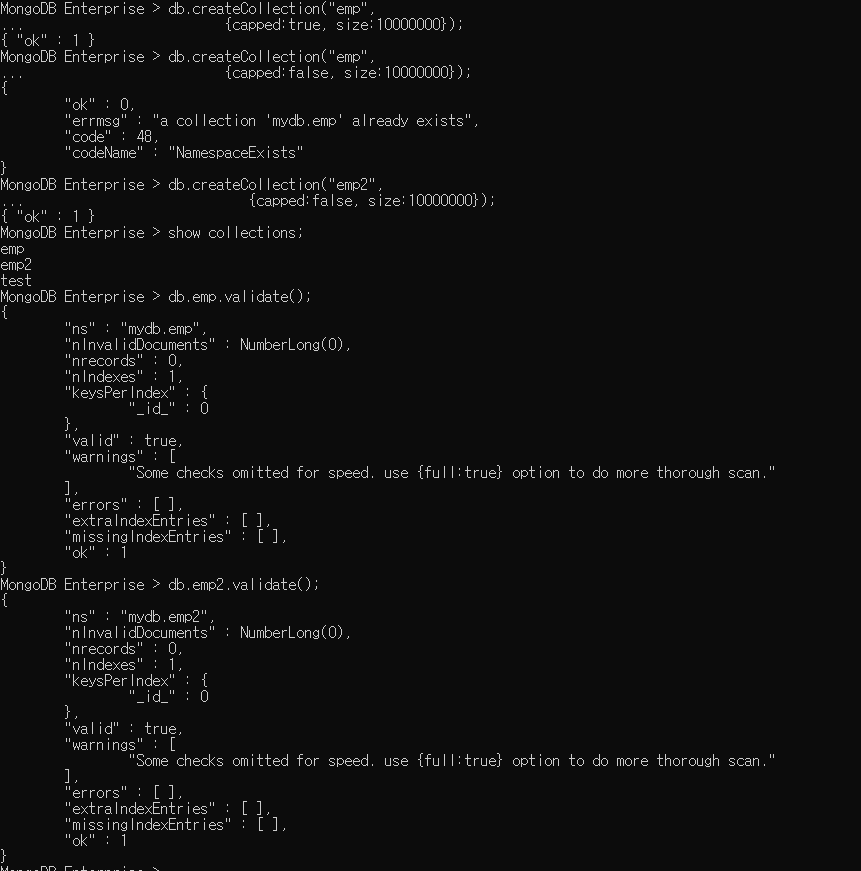 MongoDB Enterprise > db.createCollection("emp",
...                         {capped:true, size:10000000});
{ "ok" : 1 }
MongoDB Enterprise > db.createCollection("emp",
...                         {capped:false, size:10000000});
{
        "ok" : 0,
        "errmsg" : "a collection 'mydb.emp' already exists",
        "code" : 48,
        "codeName" : "NamespaceExists"
}
MongoDB Enterprise > db.createCollection("emp2",
...                            {capped:false, size:10000000});
{ "ok" : 1 }
MongoDB Enterprise > show collections;
emp
emp2
test
MongoDB Enterprise > db.emp.validate();
{
        "ns" : "mydb.emp",
        "nInvalidDocuments" : NumberLong(0),
        "nrecords" : 0,
        "nIndexes" : 1,
        "keysPerIndex" : {
                "_id_" : 0
        },
        "valid" : true,
        "warnings" : [
                "Some checks omitted for speed. use {full:true} option to do more thorough scan."
        ],
        "errors" : [ ],
        "extraIndexEntries" : [ ],
        "missingIndexEntries" : [ ],
        "ok" : 1
}
MongoDB Enterprise > db.emp2.validate();
{
        "ns" : "mydb.emp2",
        "nInvalidDocuments" : NumberLong(0),
        "nrecords" : 0,
        "nIndexes" : 1,
        "keysPerIndex" : {
                "_id_" : 0
        },
        "valid" : true,
        "warnings" : [
                "Some checks omitted for speed. use {full:true} option to do more thorough scan."
        ],
        "errors" : [ ],
        "extraIndexEntries" : [ ],
        "missingIndexEntries" : [ ],
        "ok" : 1
}
MongoDB Enterprise >